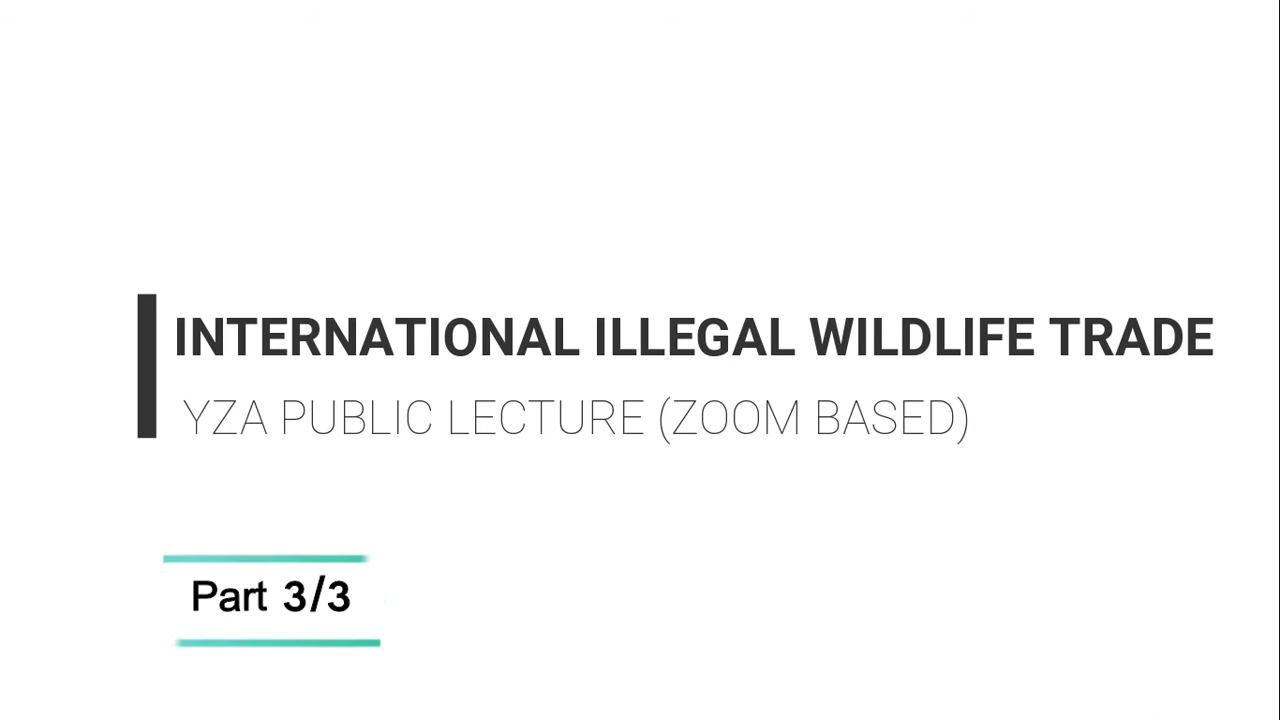 INTERNATIONAL ILLEGAL WILDLIFE TRADE
YZA PUBLIC LECTURE (ZOOM BASED)
Part 3/3